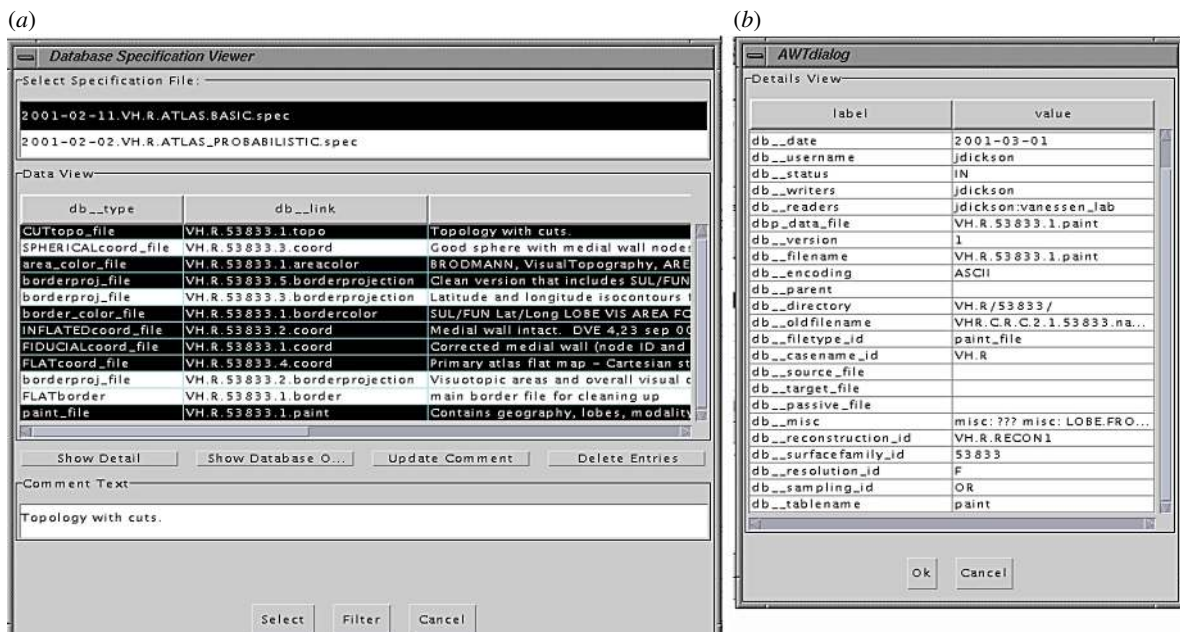 (a)
Database Specification Viewer
Select Specification File:
2001-02-11.VH.R.ATLAS.BASIC.spec
2001-02-02.VH.R.ATLAS_PROBABILISTIC.spec
Data View
db__type db__link
CUTtopo_file VH.R.53833.1.topo Topology with cuts.
SPHERICALcoord_file VH.R.53833.3.coord Good sphere with medial wall nodes
area_color_file VH.R.53833.1.areacolor BRODMANN, VisualTopography, ARE
borderproj_file VH.R.53833.5.borderprojection Clean version that includes SUL/FUN
borderproj_file VH.R.53833.3.borderprojection Latitude and longitude isocontours
border_color_file VH.R.53833.1.bordercolor SUL/FUN Lat/Long LOBE VIS AREA FO
INFLATEDcoord_file VH.R.53833.2.coord Medial wall intact. DVE 4,23 sep 00
FIDUCIALcoord_file VH.R.53833.1.coord Corrected medial wall (node ID and
FLATcoord_file VH.R.53833.4.coord Primary atlas flat map - Cartesian st
borderproj_file VH.R.53833.2.borderprojection Visuotopic areas and overall visual
FLATborder VH.R.53833.1.border main border file for cleaning up
paint_file VH.R.53833.1.paint Contains geography, lobes, modality
Show Detail Show Database O... Update Comment Delete Entries
Comment Text
Topology with cuts.
Select Filter Cancel
(b)
AWTdialog
Details View
label value
db__date 2001-03-01
db__username jdickson
db__status IN
db__writers jdickson
db__readers jdickson:vanessen_lab
dbp_data_file VH.R.53833.1.paint
db__version 1
db__filename VH.R.53833.1.paint
db__encoding ASCII
db__parent
db__directory VH.R/53833/
db__oldfilename VHR.C.R.C.2.1.53833.na...
db__filetype_id paint_file
db__casename_id VH.R
db__source_file
db__target_file
db__passive_file
db__misc misc: ??? misc: LOBE.FRO...
db__reconstruction_id VH.R.RECON1
db__surfacefamily_id 53833
db__resolution_id F
db__sampling_id OR
db__tablename paint
Ok Cancel